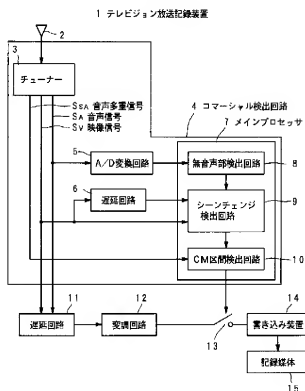 1 テレビジョン放送記録装置
2
3
チューナー
SSA 音声多重信号
SA 音声信号
SV 映像信号
4 コマーシャル検出回路
7 メインプロセッサ
5
A/D変換回路
無音声部検出回路
8
6
遅延回路
シーンチェンジ
検出回路
9
CM区間検出回路
10
11
遅延回路
12
変調回路
13
14
書き込み装置
記録媒体
15